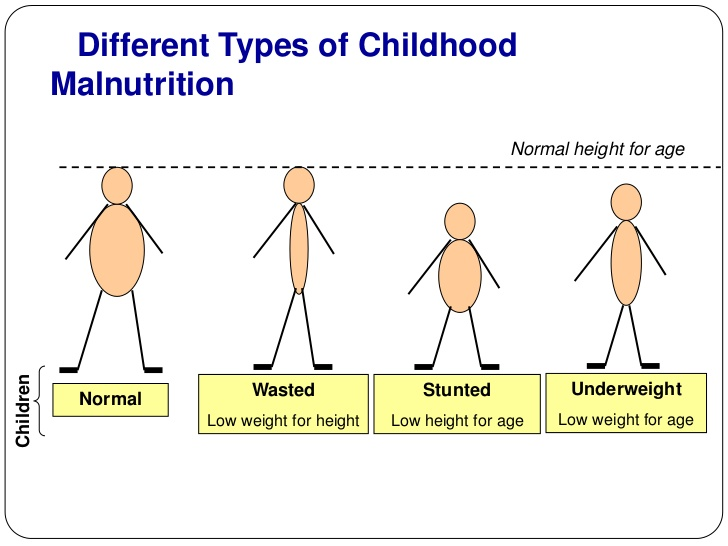 Different Types of Childhood
Malnutrition
Normal height for age
Children
Normal
Wasted
Low weight for height
Stunted
Low height for age
Underweight
Low weight for age